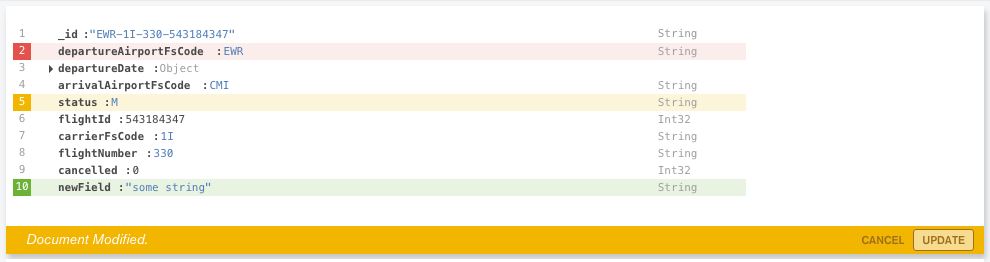 1 _id :"EWR-1I-330-543184347" String
2 departureAirportFsCode :EWR String
3 departureDate :Object
4 arrivalAirportFsCode :CMI String
5 status :M String
6 flightId :543184347 Int32
7 carrierFsCode :1I String
8 flightNumber :330 String
9 cancelled :0 Int32
10 newField :"some string" String
Document Modified. CANCEL UPDATE